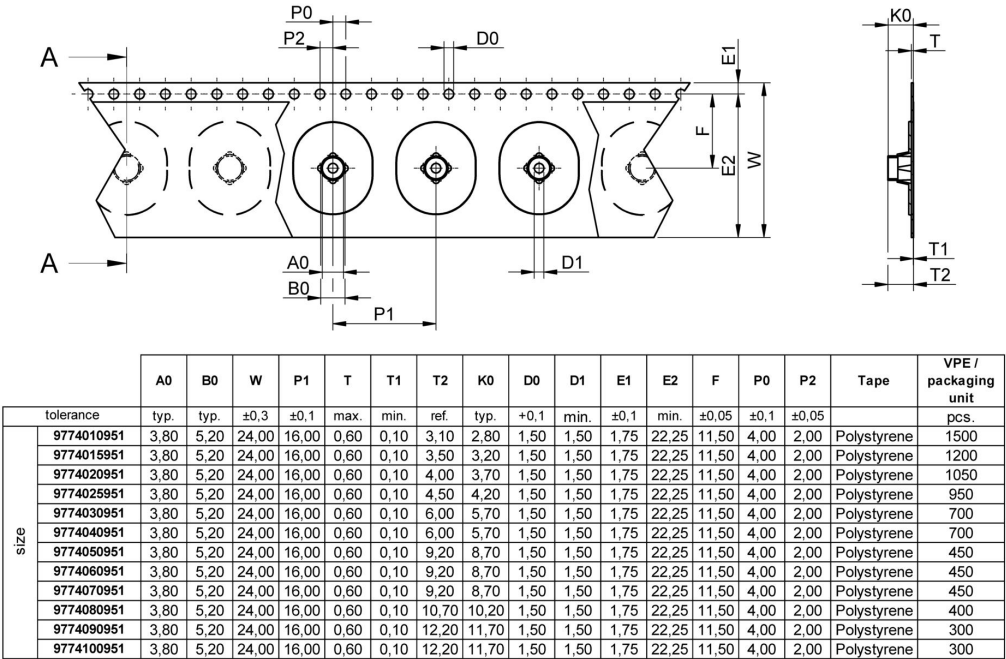 P0
K0
P2
D0
T
A
E1
F
E2
W
A
T1
A0
D1
T2
B0
P1
VPE /
A0 B0 W P1 T T1 T2 K0 D0 D1 E1 E2 F P0 P2 Tape packaging
unit
tolerance typ. typ. ±0,3 ±0,1 max. min. ref. typ. +0,1 min. ±0,1 min. ±0,05 ±0,1 ±0,05 pcs.
size
9774010951 3,80 5,20 24,00 16,00 0,60 0,10 3,10 2,80 1,50 1,50 1,75 22,25 11,50 4,00 2,00 Polystyrene 1500
9774015951 3,80 5,20 24,00 16,00 0,60 0,10 3,50 3,20 1,50 1,50 1,75 22,25 11,50 4,00 2,00 Polystyrene 1200
9774020951 3,80 5,20 24,00 16,00 0,60 0,10 4,00 3,70 1,50 1,50 1,75 22,25 11,50 4,00 2,00 Polystyrene 1050
9774025951 3,80 5,20 24,00 16,00 0,60 0,10 4,50 4,20 1,50 1,50 1,75 22,25 11,50 4,00 2,00 Polystyrene 950
9774030951 3,80 5,20 24,00 16,00 0,60 0,10 6,00 5,70 1,50 1,50 1,75 22,25 11,50 4,00 2,00 Polystyrene 700
9774040951 3,80 5,20 24,00 16,00 0,60 0,10 6,00 5,70 1,50 1,50 1,75 22,25 11,50 4,00 2,00 Polystyrene 700
9774050951 3,80 5,20 24,00 16,00 0,60 0,10 9,20 8,70 1,50 1,50 1,75 22,25 11,50 4,00 2,00 Polystyrene 450
9774060951 3,80 5,20 24,00 16,00 0,60 0,10 9,20 8,70 1,50 1,50 1,75 22,25 11,50 4,00 2,00 Polystyrene 450
9774070951 3,80 5,20 24,00 16,00 0,60 0,10 9,20 8,70 1,50 1,50 1,75 22,25 11,50 4,00 2,00 Polystyrene 450
9774080951 3,80 5,20 24,00 16,00 0,60 0,10 10,70 10,20 1,50 1,50 1,75 22,25 11,50 4,00 2,00 Polystyrene 400
9774090951 3,80 5,20 24,00 16,00 0,60 0,10 12,20 11,70 1,50 1,50 1,75 22,25 11,50 4,00 2,00 Polystyrene 300
9774100951 3,80 5,20 24,00 16,00 0,60 0,10 12,20 11,70 1,50 1,50 1,75 22,25 11,50 4,00 2,00 Polystyrene 300